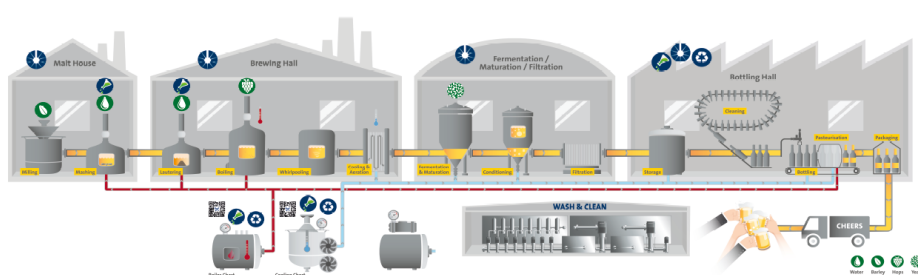 Malt House
Brewing Hall
Fermentation /
Maturation / Filtration
Bottling Hall
Cleaning
Pasteurisation
Packaging
Milling
Mashing
Lautering
Boiling
Whirlpooling
Cooling &
Aeration
Fermentation
& Maturation
Conditioning
Filtration
Storage
Bottling
WASH & CLEAN
CHEERS
Water
Barley
Hops